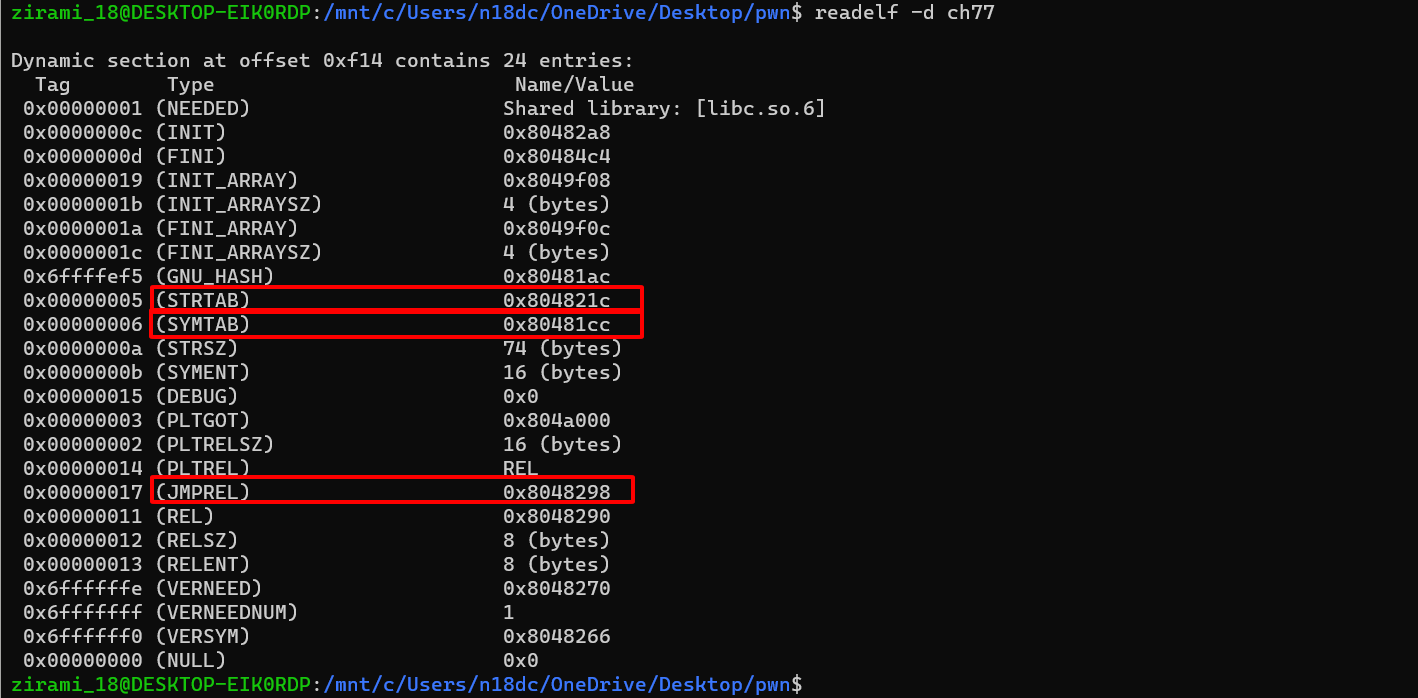 zirami_18@DESKTOP-EIK0RDP:/mnt/c/Users/n18dc/OneDrive/Desktop/pwn$ readelf -d ch77
Dynamic section at offset 0xf14 contains 24 entries:
Tag Type Name/Value
0x00000001 (NEEDED) Shared library: [libc.so.6]
0x0000000c (INIT) 0x80482a8
0x0000000d (FINI) 0x80484c4
0x00000019 (INIT_ARRAY) 0x8049f08
0x0000001b (INIT_ARRAYSZ) 4 (bytes)
0x0000001a (FINI_ARRAY) 0x8049f0c
0x0000001c (FINI_ARRAYSZ) 4 (bytes)
0x6ffffef5 (GNU_HASH) 0x80481ac
0x00000005 (STRTAB) 0x804821c
0x00000006 (SYMTAB) 0x80481cc
0x0000000a (STRSZ) 74 (bytes)
0x0000000b (SYMENT) 16 (bytes)
0x00000015 (DEBUG) 0x0
0x00000003 (PLTGOT) 0x804a000
0x00000002 (PLTRELSZ) 16 (bytes)
0x00000014 (PLTREL) REL
0x00000017 (JMPREL) 0x8048298
0x00000011 (REL) 0x8048290
0x00000012 (RELSZ) 8 (bytes)
0x00000013 (RELENT) 8 (bytes)
0x6ffffffe (VERNEED) 0x8048270
0x6fffffff (VERNEEDNUM) 1
0x6ffffff0 (VERSYM) 0x8048266
0x00000000 (NULL) 0x0
zirami_18@DESKTOP-EIK0RDP:/mnt/c/Users/n18dc/OneDrive/Desktop/pwn$